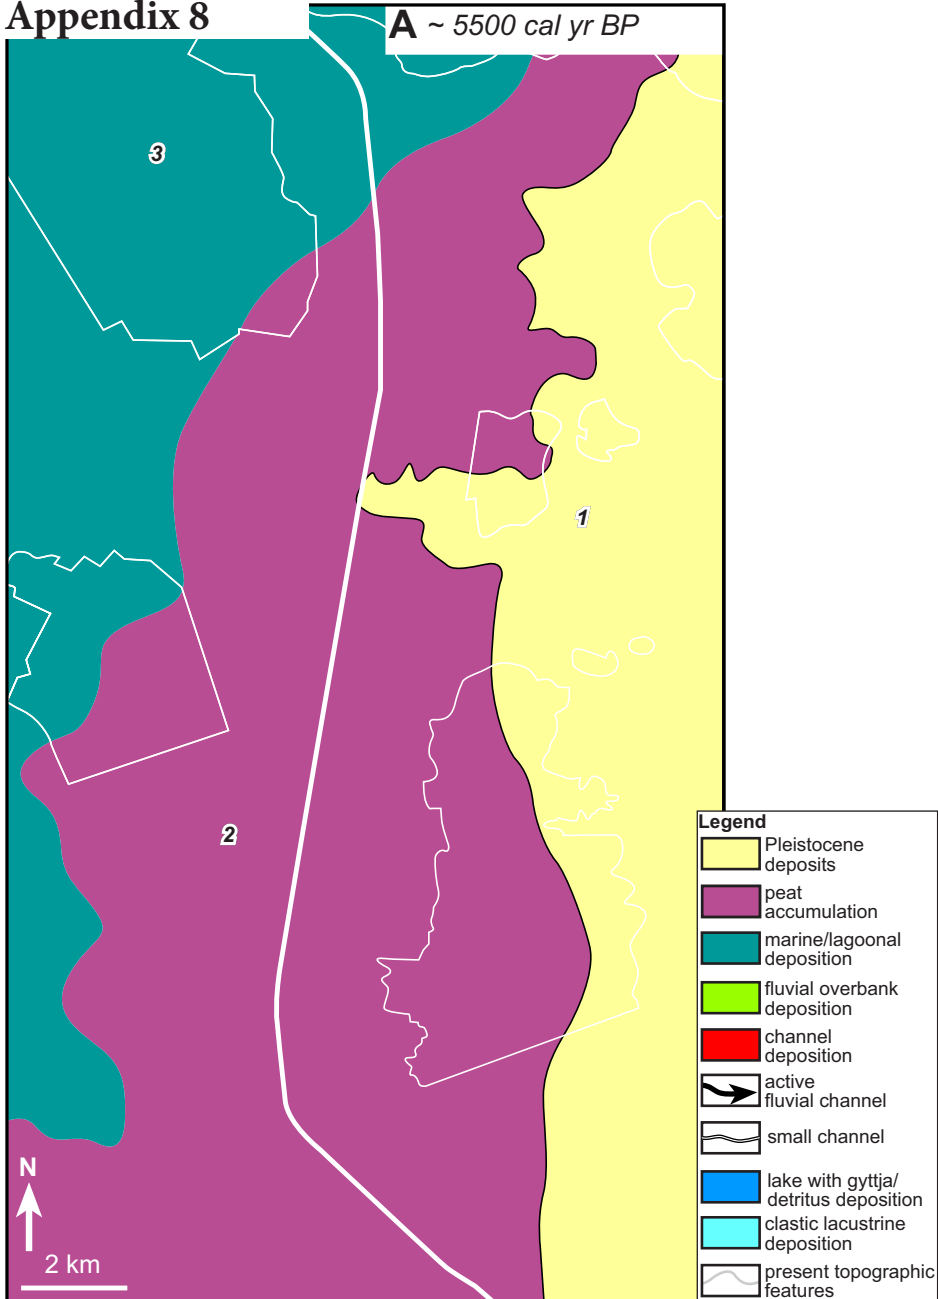 Appendix 8
A ~ 5500 cal yr BP
3
1
2
N
2 km
Legend
Pleistocene
deposits
peat
accumulation
marine/lagoonal
deposition
fluvial overbank
deposition
channel
deposition
active
fluvial channel
small channel
lake with gyttja/
detritus deposition
clastic lacustrine
deposition
present topographic
features